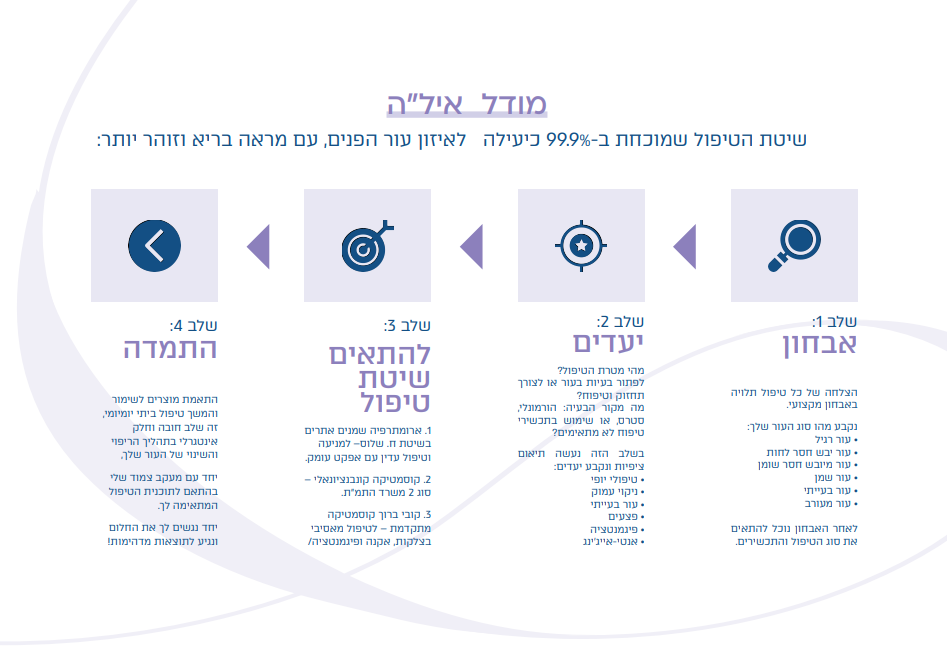 מודל איל"ה
שיטת הטיפול שמוכחת ב-99.9% כיעילה לאיזון עור הפנים, עם מראה בריא וזוהר יותר:
שלב 1:
אבחון
הצלחה של כל טיפול תלויה
באבחון מקצועי.
נקבע מהו סוג העור שלך:
• עור רגיל
• עור יבש חסר לחות
• עור מיובש חסר שומן
• עור שמן
• עור בעייתי
• עור מעורב
לאחר האבחון נוכל להתאים
את סוג הטיפול והתכשירים.
שלב 2:
יעדים
מהי מטרת הטיפול?
לפתור בעיות בעור או לצורך
תחזוק וטיפוח?
מה מקור הבעיה: הורמונלי,
סטרס, או שימוש בתכשירי
טיפוח לא מתאימים?
בשלב הזה נעשה תיאום
ציפיות ונקבע יעדים:
• טיפולי יופי
• ניקוי עמוק
• עור בעייתי
• פצעים
• פיגמנטציה
• אנטי-אייג'ינג
שלב 3:
להתאים
שיטת
טיפול
1. ארומתרפיה שמנים אתרים
בשיטת ח. שלוס– למניעה
וטיפול עדין עם אפקט עומק.
2. קוסמטיקה קונבנציונאלי –
סוג 2 משרד התמ"ת.
3. קובי ברוך קוסמטיקה
מתקדמת – לטיפול מאסיבי
בצלקות, אקנה ופיגמנטציה/
שלב 4:
התמדה
התאמת מוצרים לשימור
והמשך טיפול ביתי יומיומי,
זה שלב חובה וחלק
אינטגרלי בתהליך הריפוי
והשינוי של העור שלך,
יחד עם מעקב צמוד שלי
בהתאם לתוכנית הטיפול
המתאימה לך.
יחד נגשים לך את החלום
ונגיע לתוצאות מדהימות!